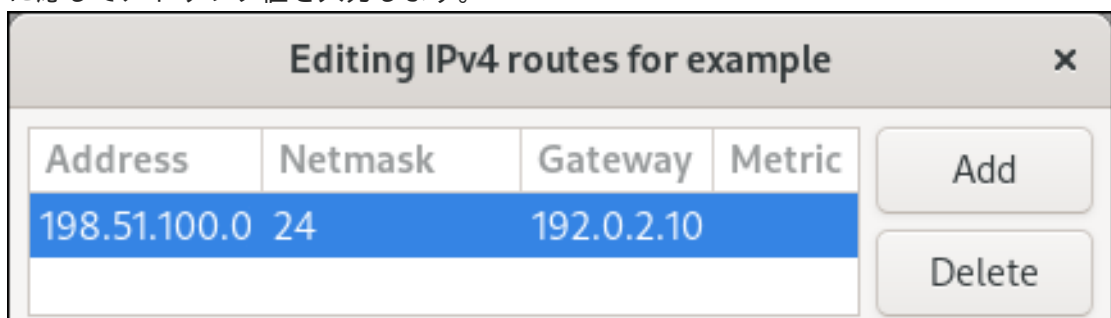 Editing IPv4 routes for example ×
Address Netmask Gateway Metric
Add
198.51.100.0 24 192.0.2.10
Delete